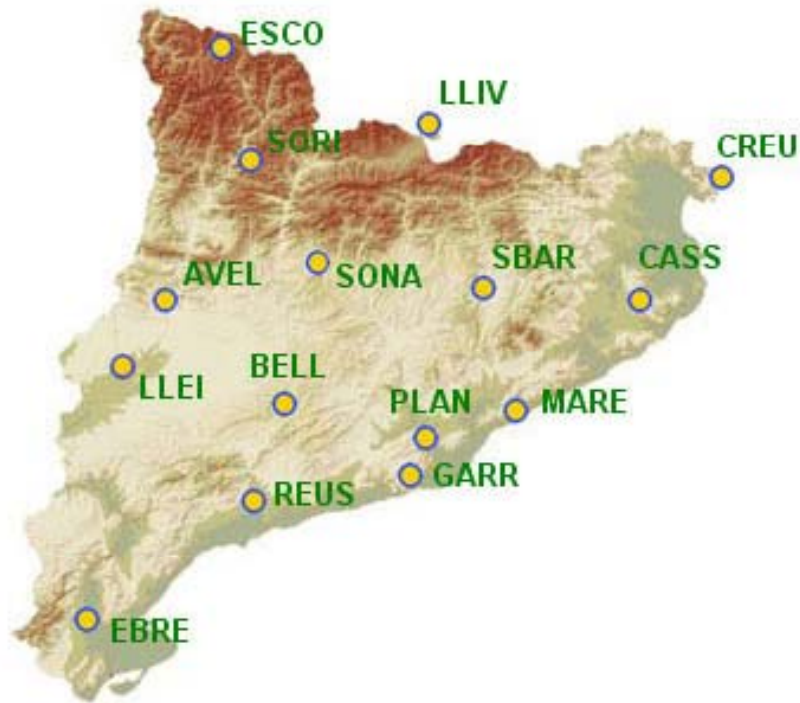 ESCO
LLIV
SORI
CREU
AVEL
SONA
SBAR
CASS
LLEI
BELL
PLAN
MARE
GARR
REUS
EBRE